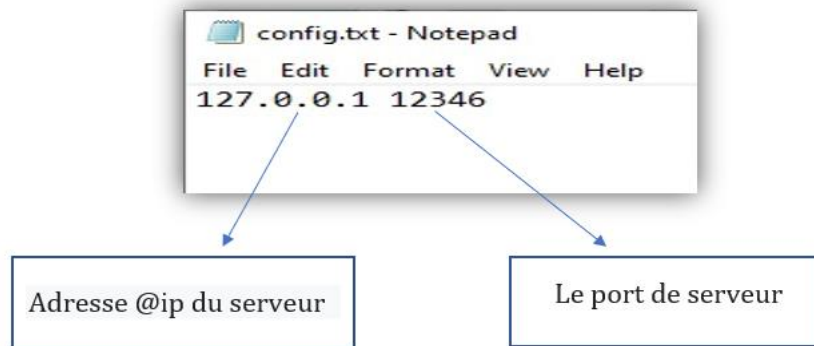 config.txt - Notepad
File Edit Format View Help
127.0.0.1 12346
Adresse @ip du serveur
Le port de serveur